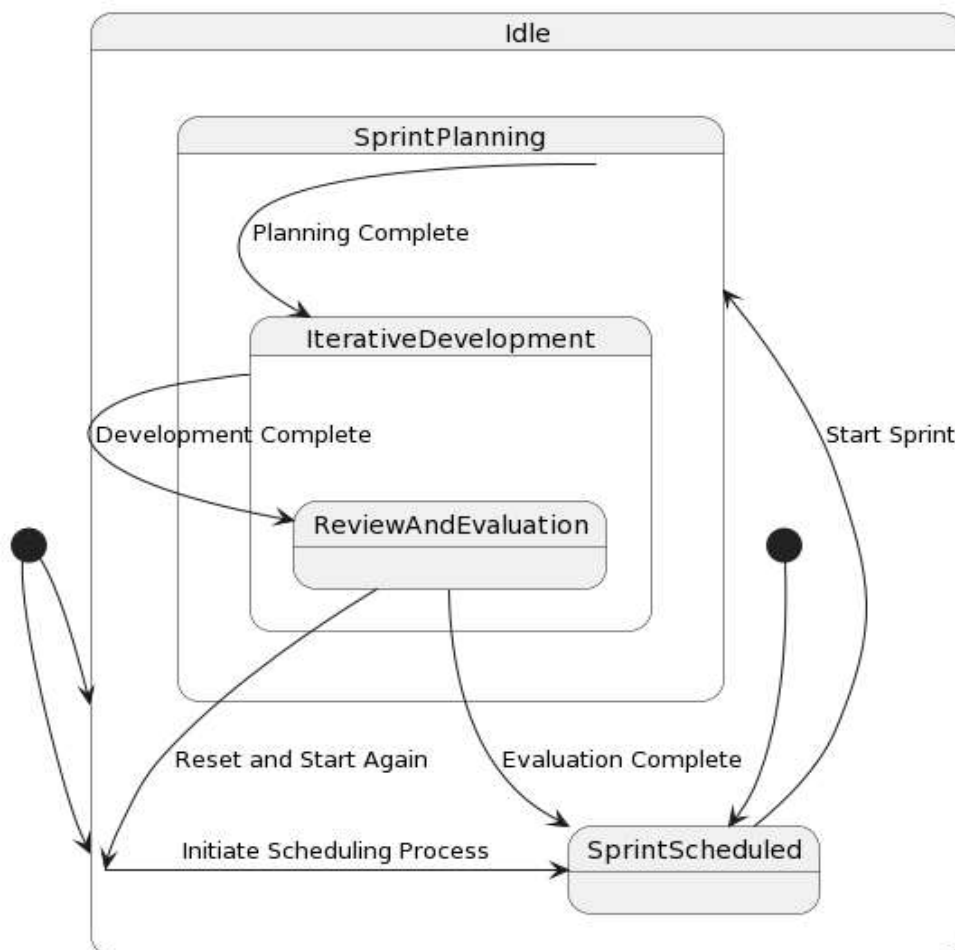 Idle
SprintPlanning
Planning Complete
IterativeDevelopment
Development Complete
Start Sprint
ReviewAndEvaluation
Reset and Start Again
Evaluation Complete
Initiate Scheduling Process
SprintScheduled